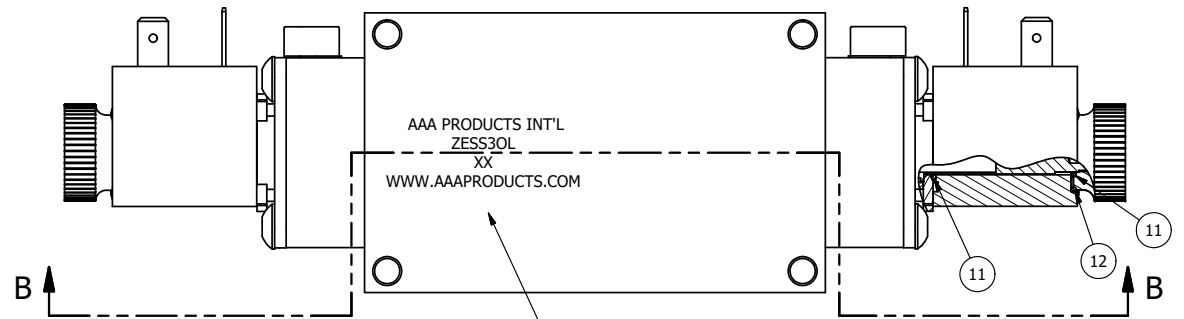 AAA PRODUCTS INT'L
ZESS3OL
XX
WWW.AAAPRODUCTS.COM
11
12
11
B
B